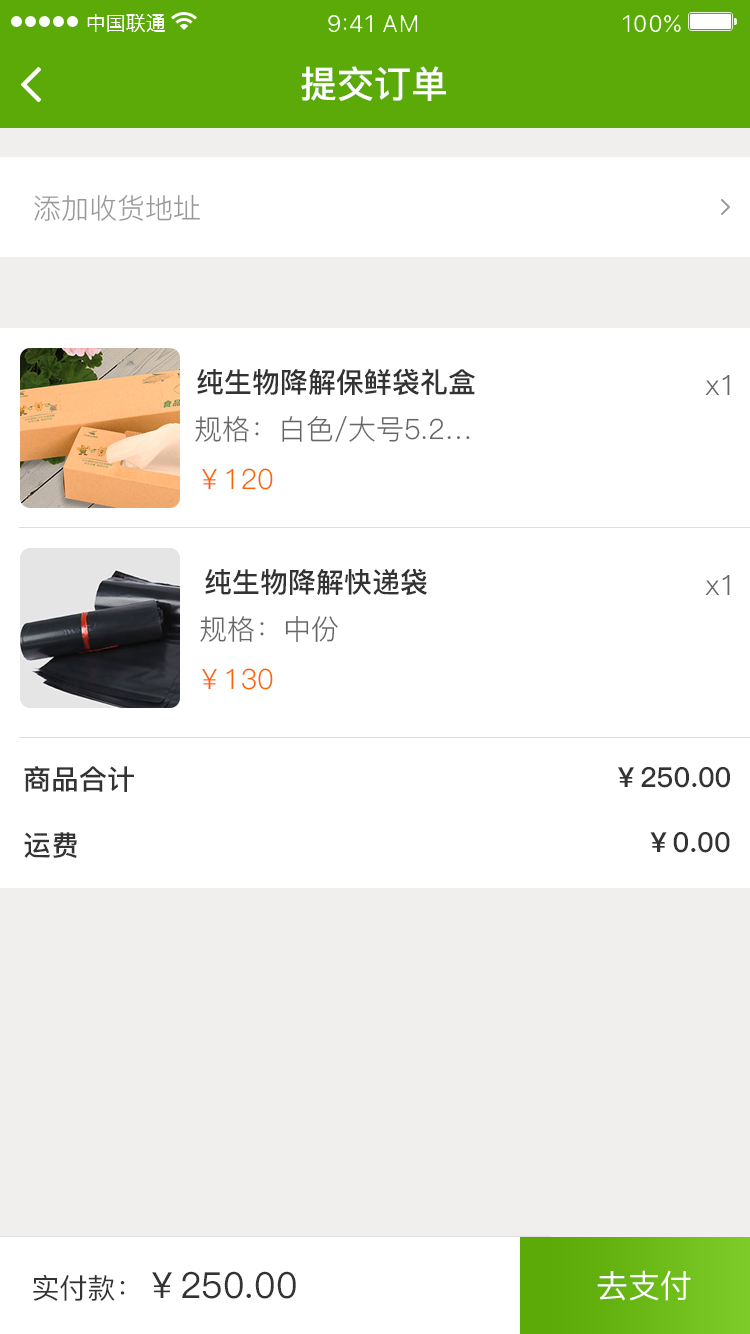 中国联通
9:41 AM
100%
提交订单
添加收货地址
纯生物降解保鲜袋礼盒
x1
规格：白色/大号5.2...
￥120
纯生物降解快递袋
x1
规格：中份
￥130
商品合计
￥250.00
运费
￥0.00
实付款：￥250.00
去支付